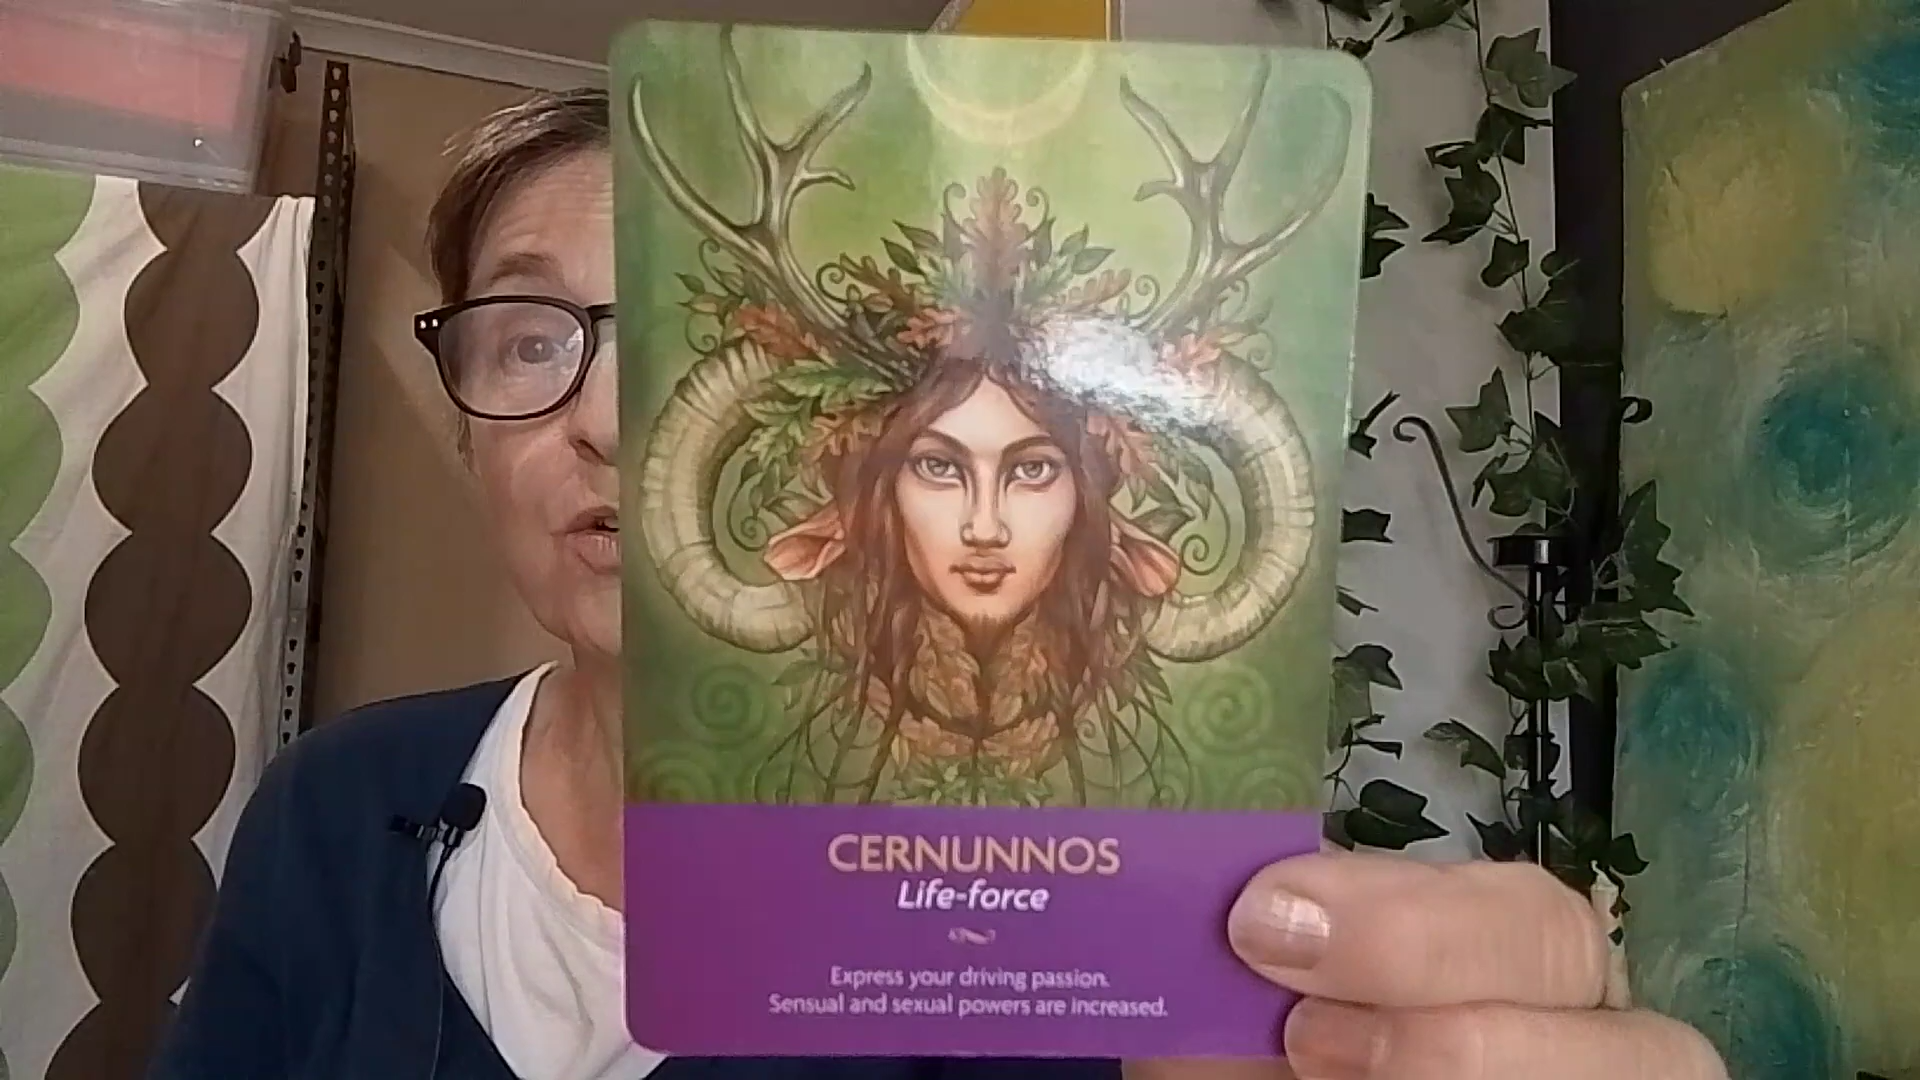 CERNUNNOS
Life-force
Express your driving passion.
Sensual and sexual powers are increased.